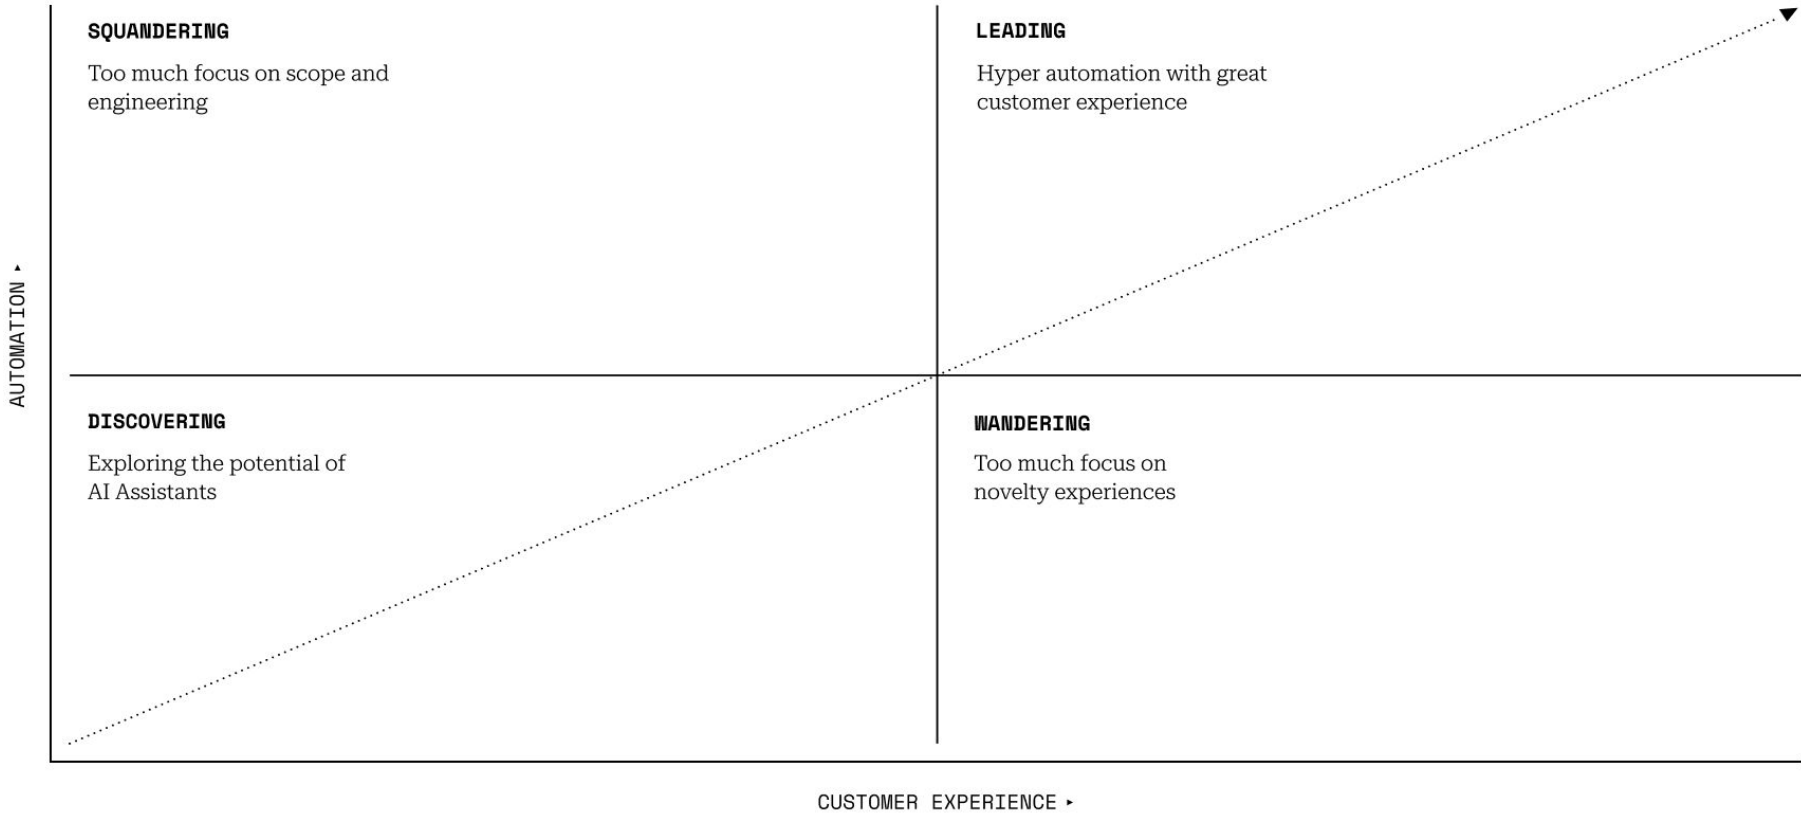 SQUANDERING
Too much focus on scope and
engineering
LEADING
Hyper automation with great
customer experience
AUTOMATION ▸
DISCOVERING
Exploring the potential of
AI Assistants
WANDERING
Too much focus on
novelty experiences
CUSTOMER EXPERIENCE ▸